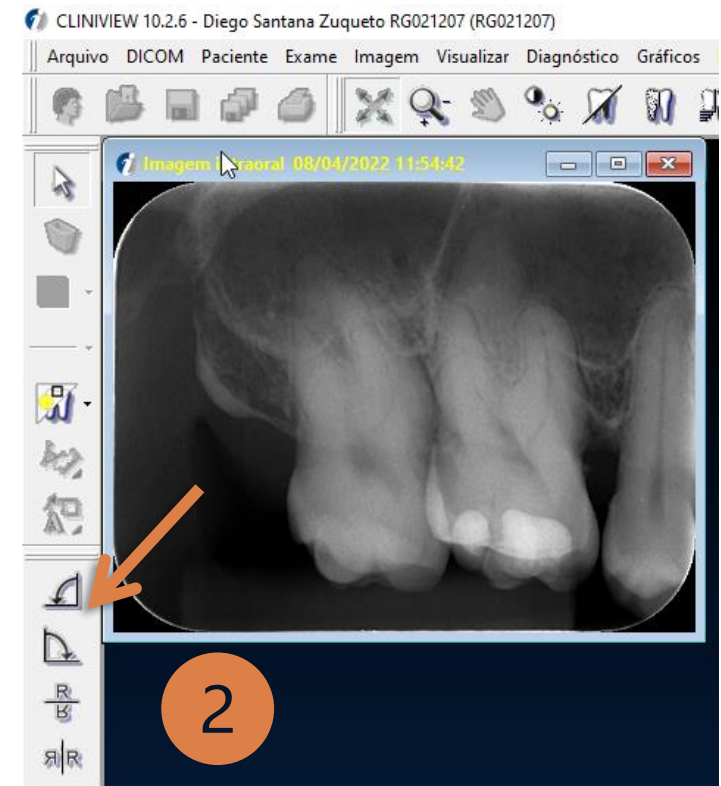 CLINIVIEW 10.2.6 - Diego Santana Zuqueto RG021207 (RG021207)
Arquivo DICOM Paciente Exame Imagem Visualizar Diagnóstico Gráficos
Imagem intraoral 08/04/2022 11:54:42
R
R
R R
2